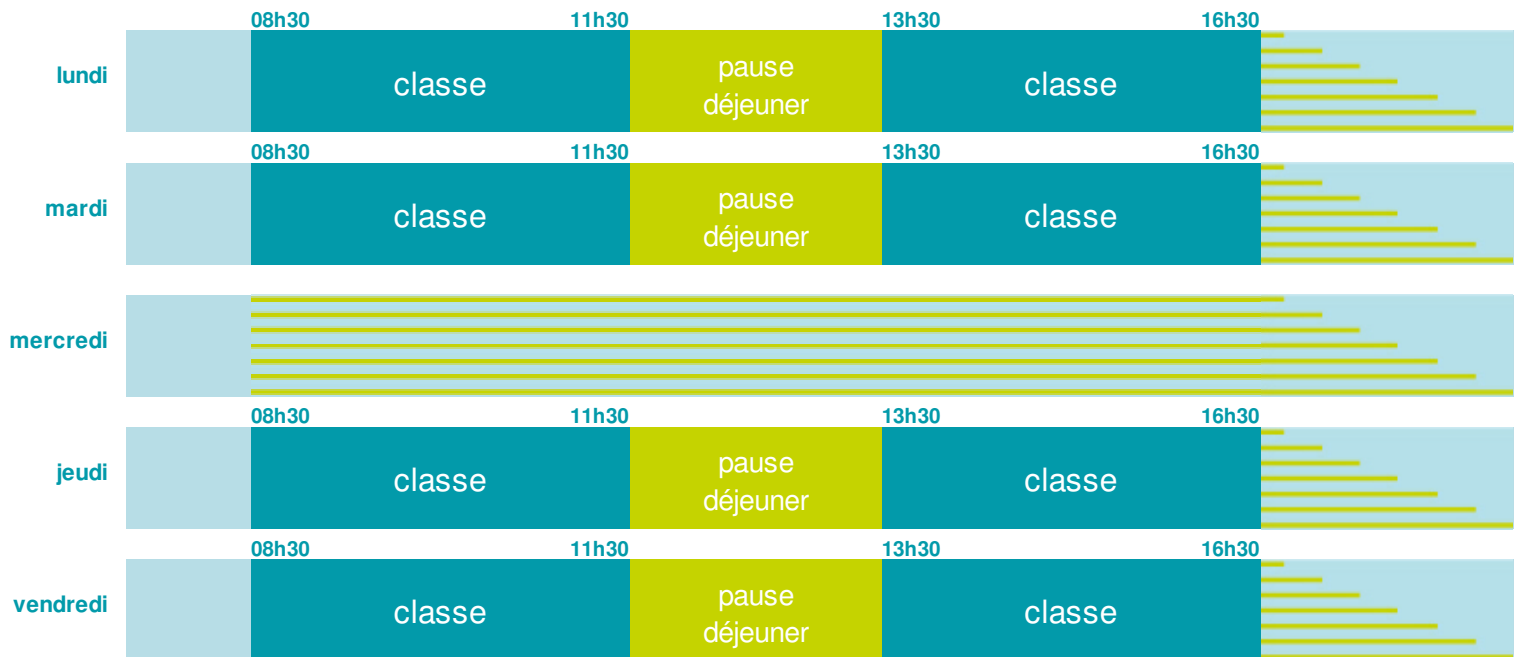 08h30 11h30 13h30 16h30
lundi classe pause déjeuner classe
08h30 11h30 13h30 16h30
mardi classe pause déjeuner classe
mercredi
08h30 11h30 13h30 16h30
jeudi classe pause déjeuner classe
08h30 11h30 13h30 16h30
vendredi classe pause déjeuner classe